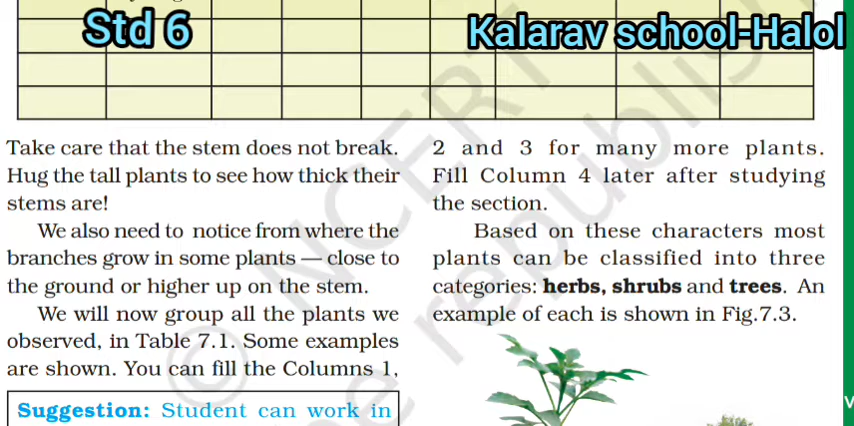 Std 6
Kalarav school-Halol
Take care that the stem does not break.
Hug the tall plants to see how thick their
stems are!
We also need to notice from where the
branches grow in some plants — close to
the ground or higher up on the stem.
We will now group all the plants we
observed, in Table 7.1. Some examples
are shown. You can fill the Columns 1,
Suggestion: Student can work in
2 and 3 for many more plants.
Fill Column 4 later after studying
the section.
Based on these characters most
plants can be classified into three
categories: herbs, shrubs and trees. An
example of each is shown in Fig.7.3.
© NCERT
be republish